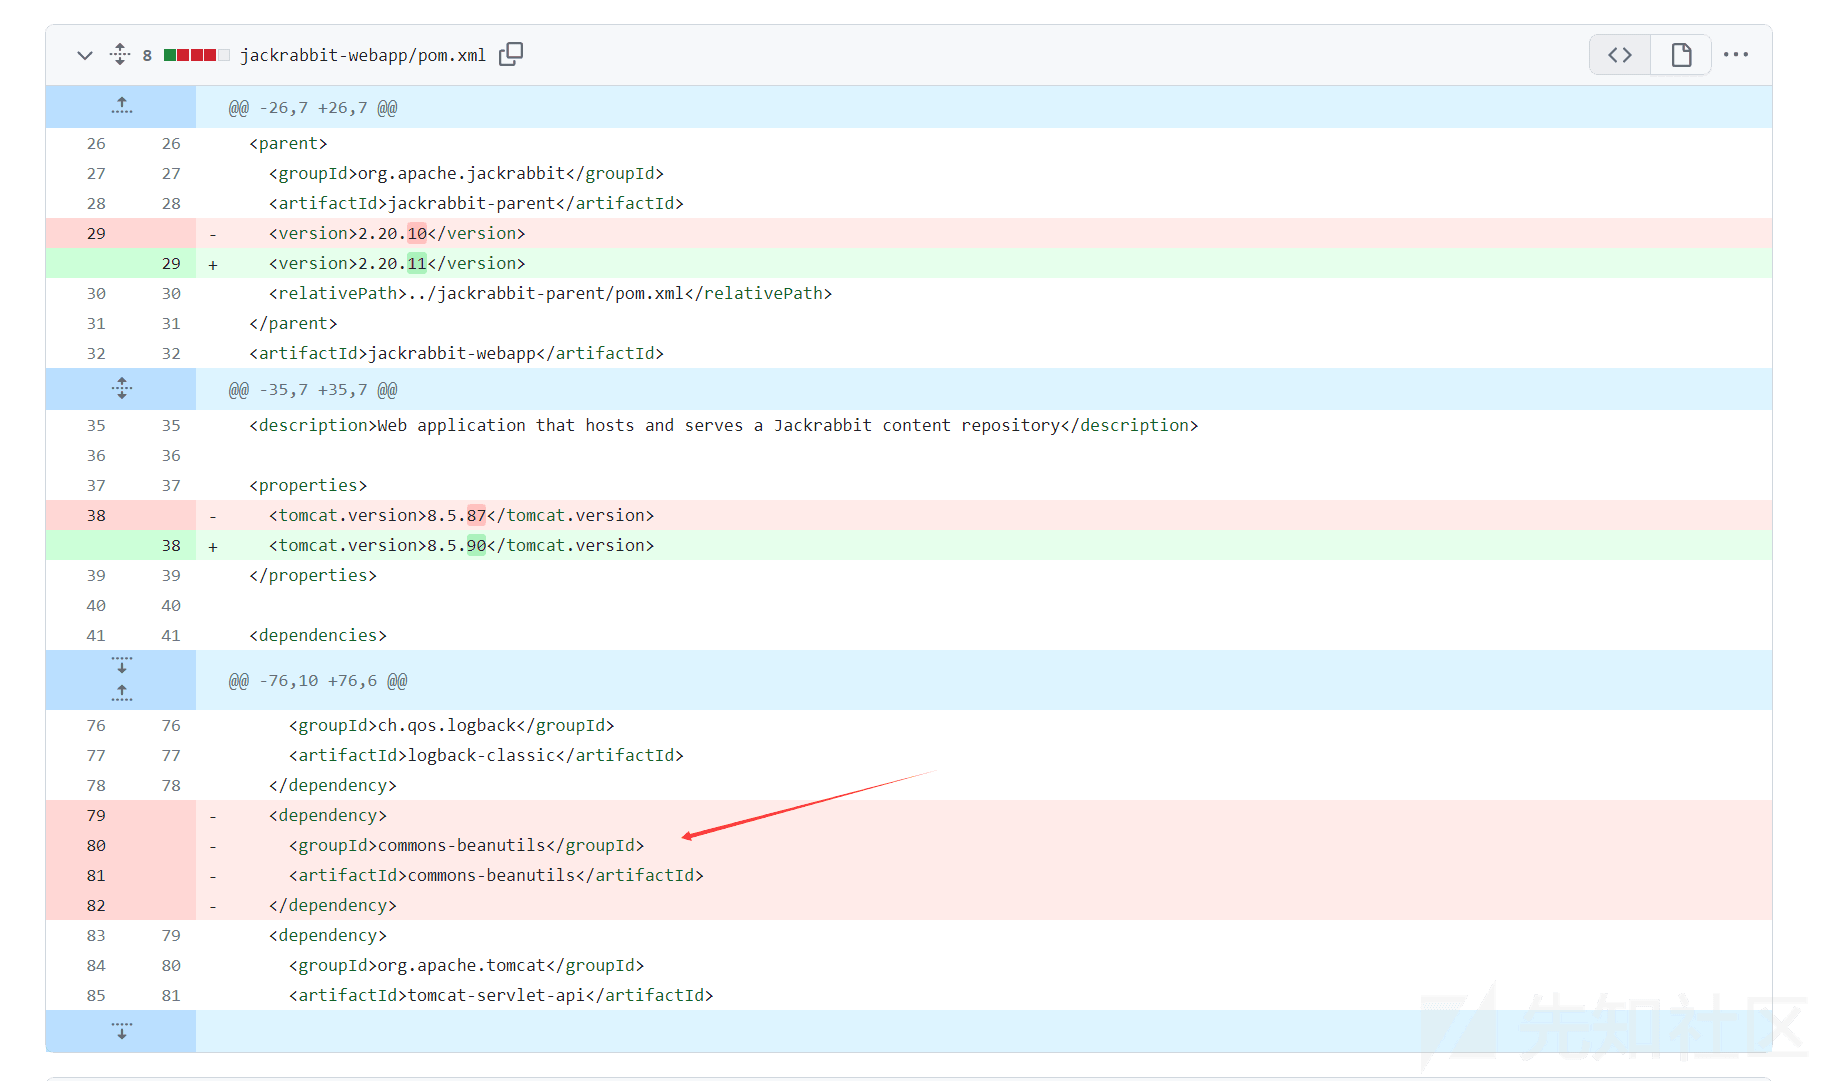 8 jackrabbit-webapp/pom.xml
@@ -26,7 +26,7 @@
26 26 <parent>
27 27 <groupId>org.apache.jackrabbit</groupId>
28 28 <artifactId>jackrabbit-parent</artifactId>
29 - <version>2.20.10</version>
29 + <version>2.20.11</version>
30 30 <relativePath>../jackrabbit-parent/pom.xml</relativePath>
31 31 </parent>
32 32 <artifactId>jackrabbit-webapp</artifactId>
@@ -35,7 +35,7 @@
35 35 <description>Web application that hosts and serves a Jackrabbit content repository</description>
36 36
37 37 <properties>
38 - <tomcat.version>8.5.87</tomcat.version>
38 + <tomcat.version>8.5.90</tomcat.version>
39 39 </properties>
40 40
41 41 <dependencies>
@@ -76,10 +76,6 @@
76 76 <groupId>ch.qos.logback</groupId>
77 77 <artifactId>logback-classic</artifactId>
78 78 </dependency>
79 - <dependency>
80 - <groupId>commons-beanutils</groupId>
81 - <artifactId>commons-beanutils</artifactId>
82 - </dependency>
83 79 <dependency>
84 80 <groupId>org.apache.tomcat</groupId>
85 81 <artifactId>tomcat-servlet-api</artifactId>
先知社区